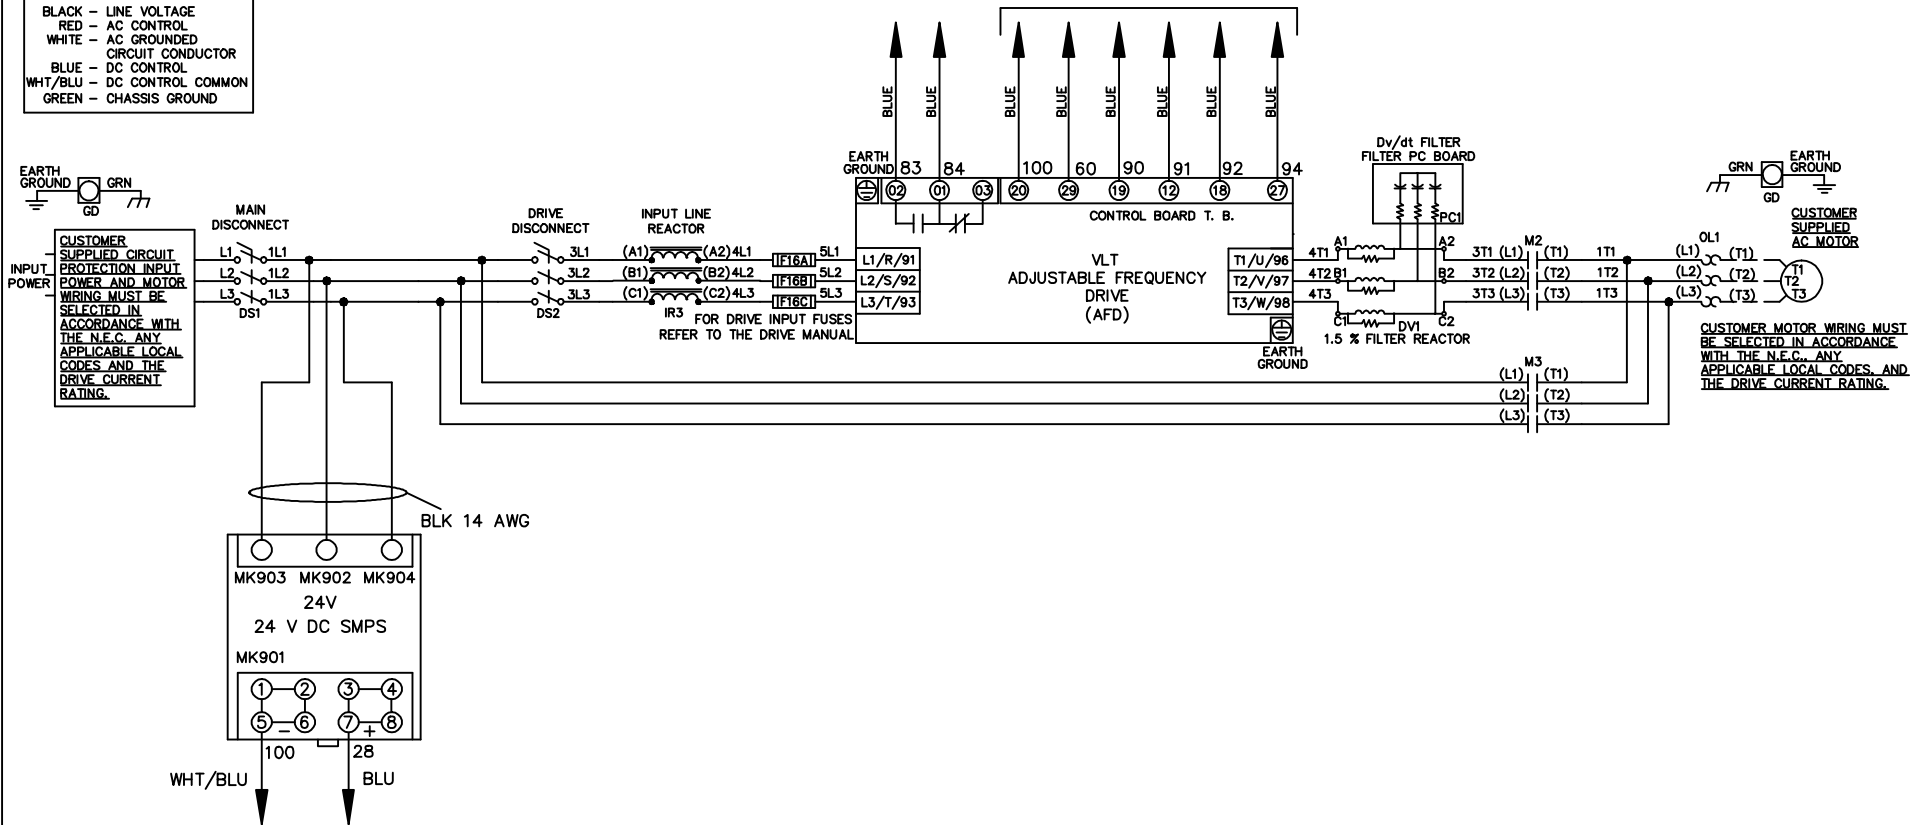 BLACK – LINE VOLTAGE
RED – AC CONTROL
WHITE – AC GROUNDED
CIRCUIT CONDUCTOR
BLUE – DC CONTROL
WHT/BLU – DC CONTROL COMMON
GREEN – CHASSIS GROUND
BLUE
BLUE
BLUE
BLUE
BLUE
BLUE
BLUE
BLUE
EARTH
GROUND
83
84
100
60
90
91
92
94
02
01
03
20
29
19
12
18
27
CONTROL BOARD T. B.
Dv/dt FILTER
FILTER PC BOARD
PC1
EARTH
GROUND
GRN
GD
GRN
EARTH
GROUND
GD
CUSTOMER
SUPPLIED
AC MOTOR
INPUT
POWER
CUSTOMER
SUPPLIED CIRCUIT
PROTECTION INPUT
POWER AND MOTOR
WIRING MUST BE
SELECTED IN
ACCORDANCE WITH
THE N.E.C. ANY
APPLICABLE LOCAL
CODES AND THE
DRIVE CURRENT
RATING.
MAIN
DISCONNECT
L1 1L1
L2 1L2
L3 1L3
DS1
DRIVE
DISCONNECT
3L1
3L2
3L3
DS2
INPUT LINE
REACTOR
(A1) (A2) 4L1
(B1) (B2) 4L2
(C1) (C2) 4L3
IR3
F16A 5L1
F16B 5L2
F16C 5L3
FOR DRIVE INPUT FUSES
REFER TO THE DRIVE MANUAL
L1/R/91
L2/S/92
L3/T/93
VLT
ADJUSTABLE FREQUENCY
DRIVE
(AFD)
T1/U/96
T2/V/97
T3/W/98
EARTH
GROUND
4T1 A1 A2
4T2 B1 B2
4T3
C1 C2
DV1
1.5 % FILTER REACTOR
M2
3T1 (L1) (T1) 1T1
3T2 (L2) (T2) 1T2
3T3 (L3) (T3) 1T3
OL1
(L1) (T1)
(L2) (T2)
(L3) (T3)
T1
T2
T3
CUSTOMER MOTOR WIRING MUST
BE SELECTED IN ACCORDANCE
WITH THE N.E.C., ANY
APPLICABLE LOCAL CODES, AND
THE DRIVE CURRENT RATING.
M3
(L1) (T1)
(L2) (T2)
(L3) (T3)
BLK 14 AWG
MK903 MK902 MK904
24V
24 V DC SMPS
MK901
1 2 3 4
5 6 7 8
– +
100 28
WHT/BLU BLU